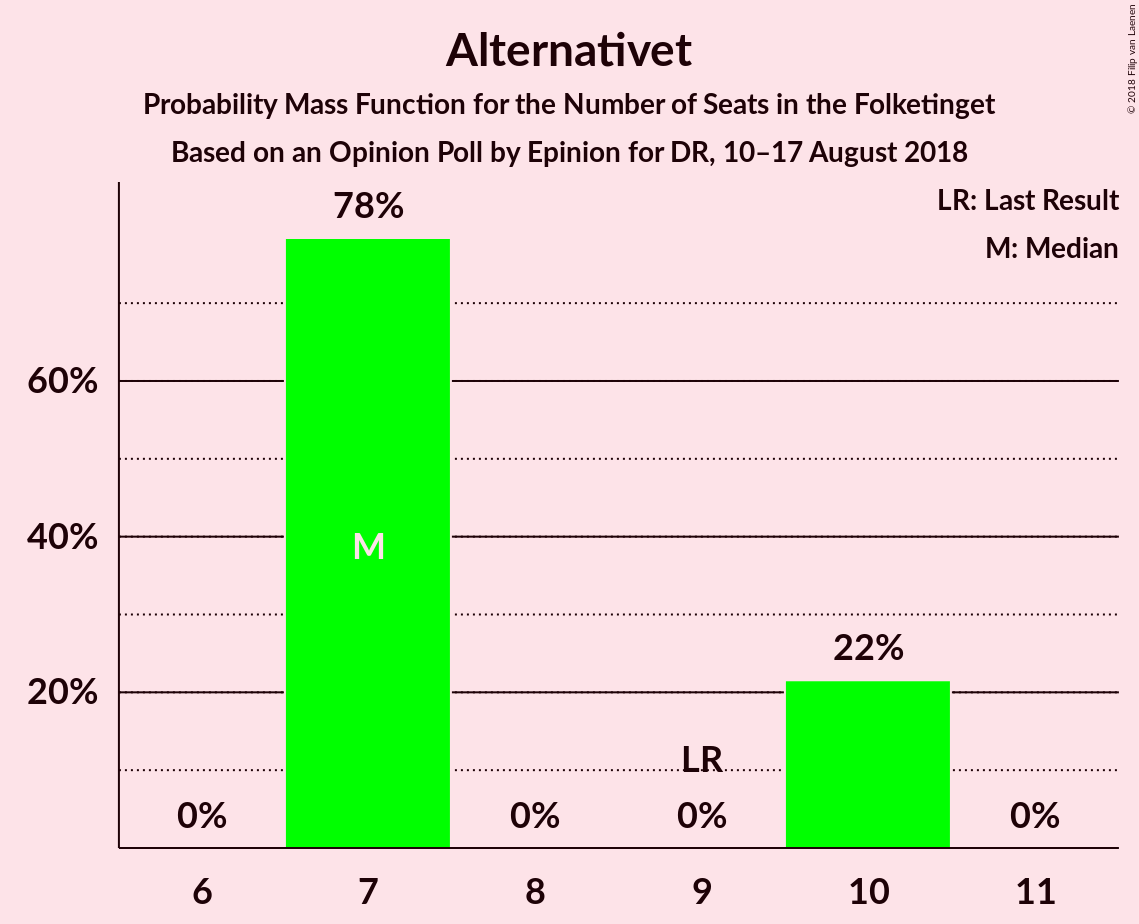 Alternativet
Probability Mass Function for the Number of Seats in the Folketinget
Based on an Opinion Poll by Epinion for DR, 10–17 August 2018
© 2018 Filip van Laenen
LR: Last Result
M: Median
78%
60%
40%
M
22%
20%
LR
0%
0%
0%
0%
6
7
8
9
10
11